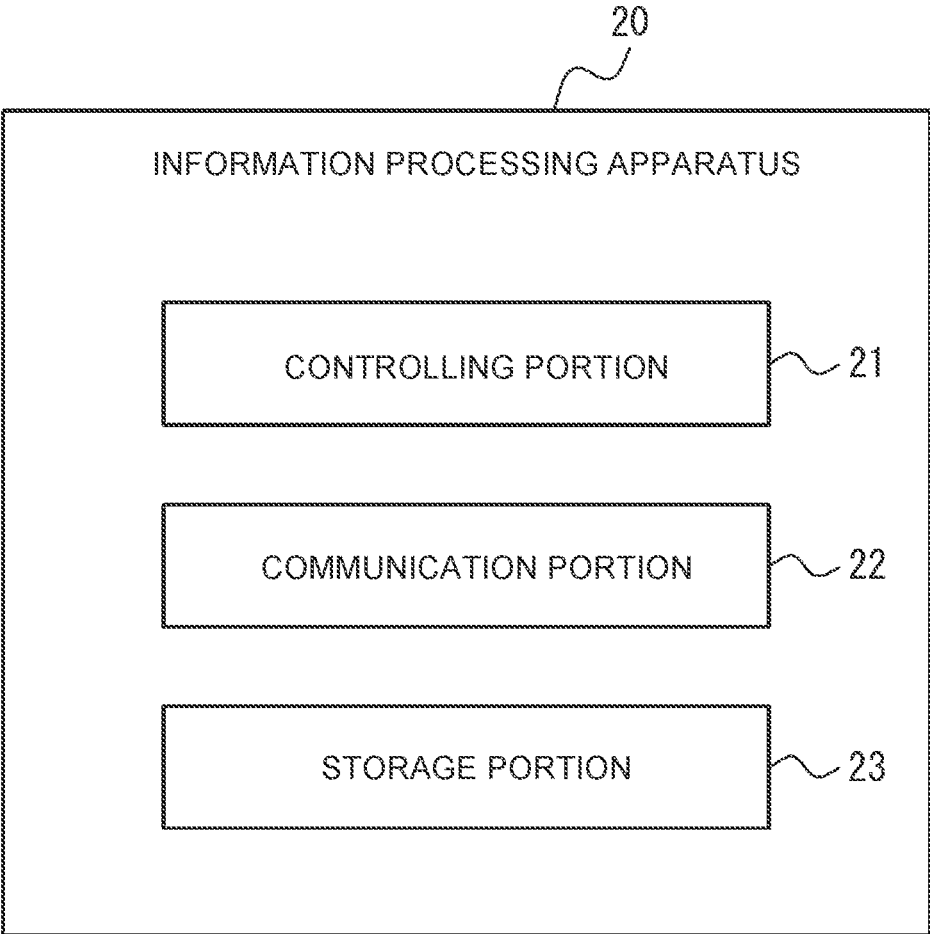 20
INFORMATION PROCESSING APPARATUS
CONTROLLING PORTION 21
COMMUNICATION PORTION 22
STORAGE PORTION 23